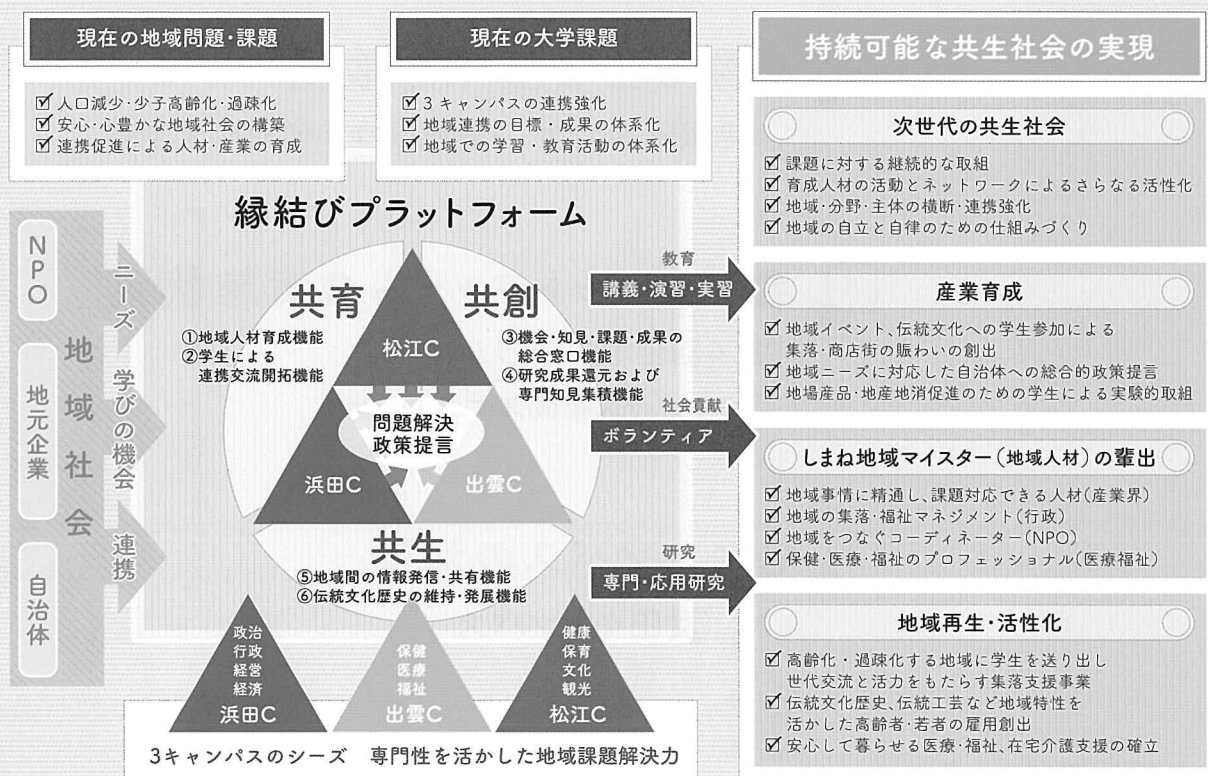 現在の地域問題・課題
人口減少・少子高齢化・過疎化
安心・心豊かな地域社会の構築
連携促進による人材・産業の育成
現在の大学課題
3キャンパスの連携強化
地域連携の目標・成果の体系化
地域での学習・教育活動の体系化
持続可能な共生社会の実現
次世代の共生社会
課題に対する継続的な取組
育成人材の活動とネットワークによるさらなる活性化
地域・分野・主体の横断・連携強化
地域の自立と自律のための仕組みづくり
産業育成
地域イベント、伝統文化への学生参加による
集落・商店街の賑わいの創出
地域ニーズに対応した自治体への総合的政策提言
地場産品・地産地消促進のための学生による実験的取組
しまね地域マイスター(地域人材)の輩出
地域事情に精通し、課題対応できる人材(産業界)
地域の集落・福祉マネジメント(行政)
地域をつなぐコーディネーター(NPO)
保健・医療・福祉のプロフェッショナル(医療福祉)
地域再生・活性化
高齢化・過疎化する地域に学生を送り出し
世代交流と活力をもたらす集落支援事業
伝統文化歴史、伝統工芸など地域特性を
活かした高齢者・若者の雇用創出
安心して暮らせる医療・福祉、在宅介護支援の確立
NPO
地元企業
自治体
地域社会
ニーズ
学びの機会
連携
縁結びプラットフォーム
共育
①地域人材育成機能
②学生による
連携交流開拓機能
共創
③機会・知見・課題・成果の
総合窓口機能
④研究成果還元および
専門知見集積機能
松江C
問題解決
政策提言
浜田C
出雲C
共生
⑤地域間の情報発信・共有機能
⑥伝統文化歴史の維持・発展機能
教育
講義・演習・実習
社会貢献
ボランティア
研究
専門・応用研究
政治
行政
経営
経済
浜田C
保健
医療
福祉
出雲C
健康
保育
文化
観光
松江C
3キャンパスのシーズ 専門性を活かした地域課題解決力